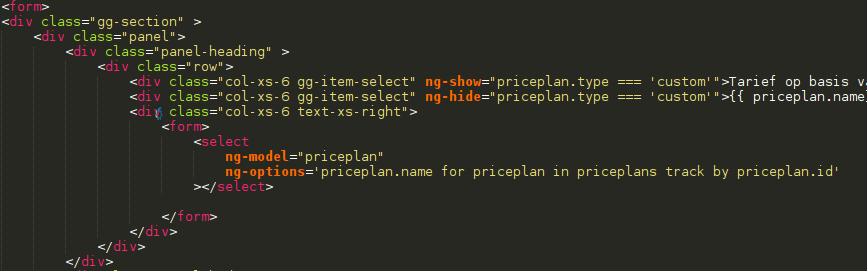 <form>
<div class="gg-section" >
<div class="panel">
<div class="panel-heading" >
<div class="row">
<div class="col-xs-6 gg-item-select" ng-show="priceplan.type === 'custom'">Tarief op basis
<div class="col-xs-6 gg-item-select" ng-hide="priceplan.type === 'custom'">{{ priceplan.name
<div class="col-xs-6 text-xs-right">
<form>
<select
ng-model="priceplan"
ng-options='priceplan.name for priceplan in priceplans track by priceplan.id'
></select>
</form>
</div>
</div>
</div>